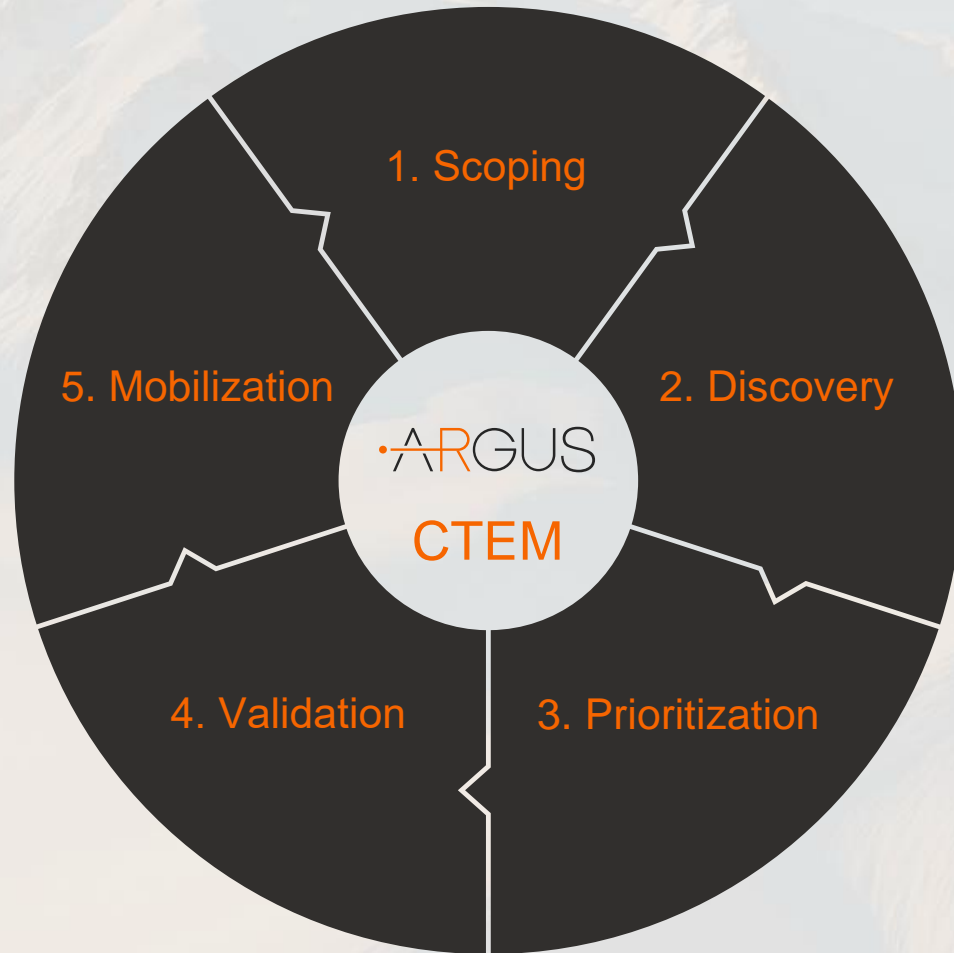 1. Scoping
2. Discovery
3. Prioritization
4. Validation
5. Mobilization
ARGUS
CTEM